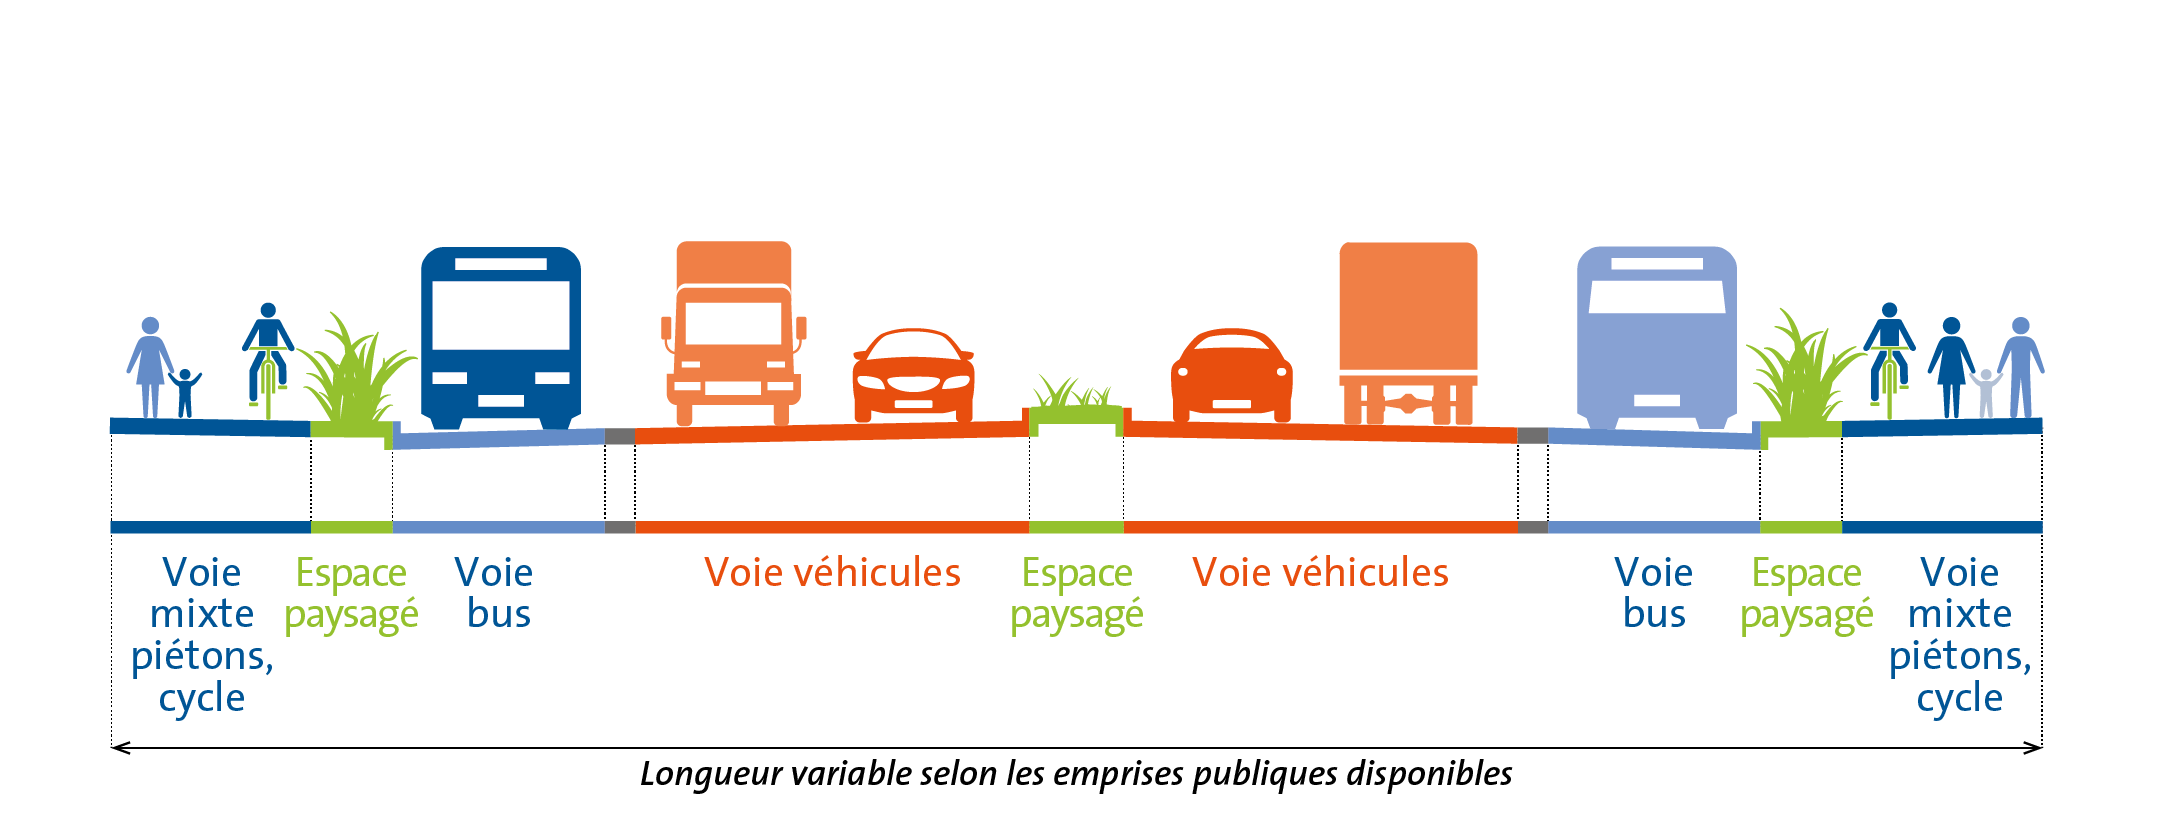 Voie
mixte
piétons,
cycle
Espace
paysagé
Voie
bus
Voie véhicules
Espace
paysagé
Voie véhicules
Voie
bus
Espace
paysagé
Voie
mixte
piétons,
cycle
Longueur variable selon les emprises publiques disponibles